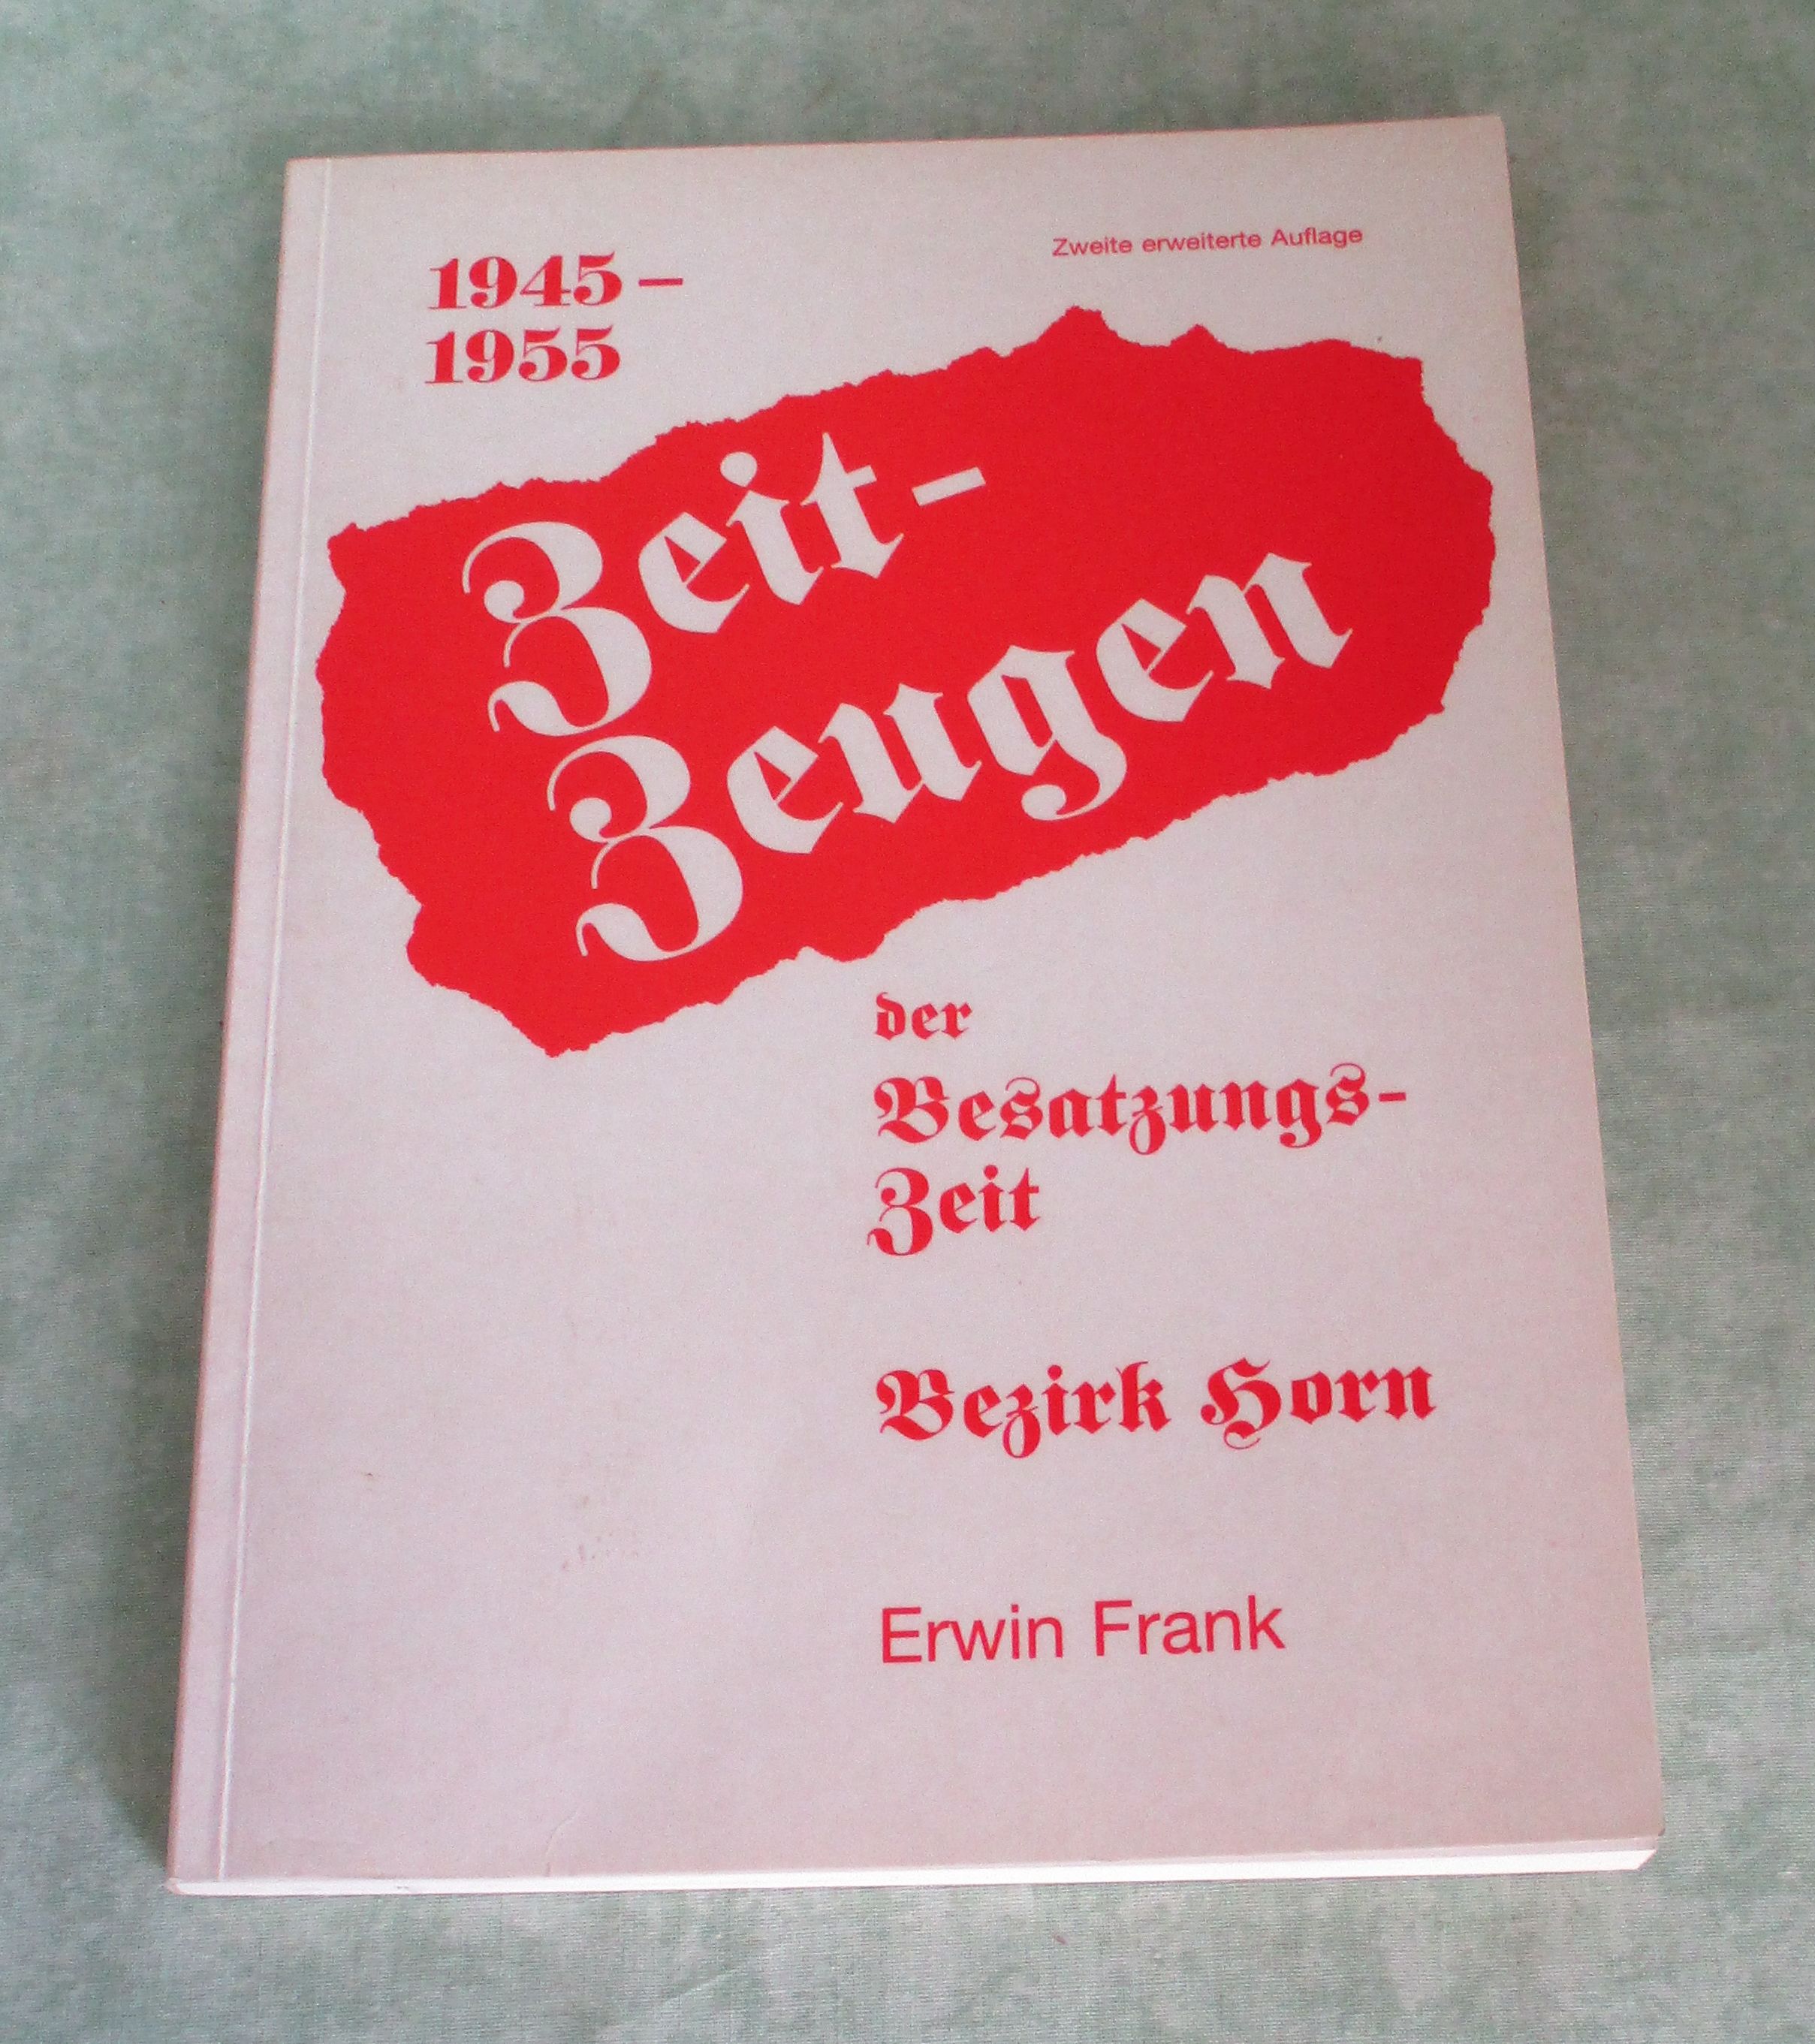 Zweite erweiterte Auflage
1945 –
1955
Zeit-
Zeugen
der
Besatzungs-
Zeit
Bezirk Horn
Erwin Frank